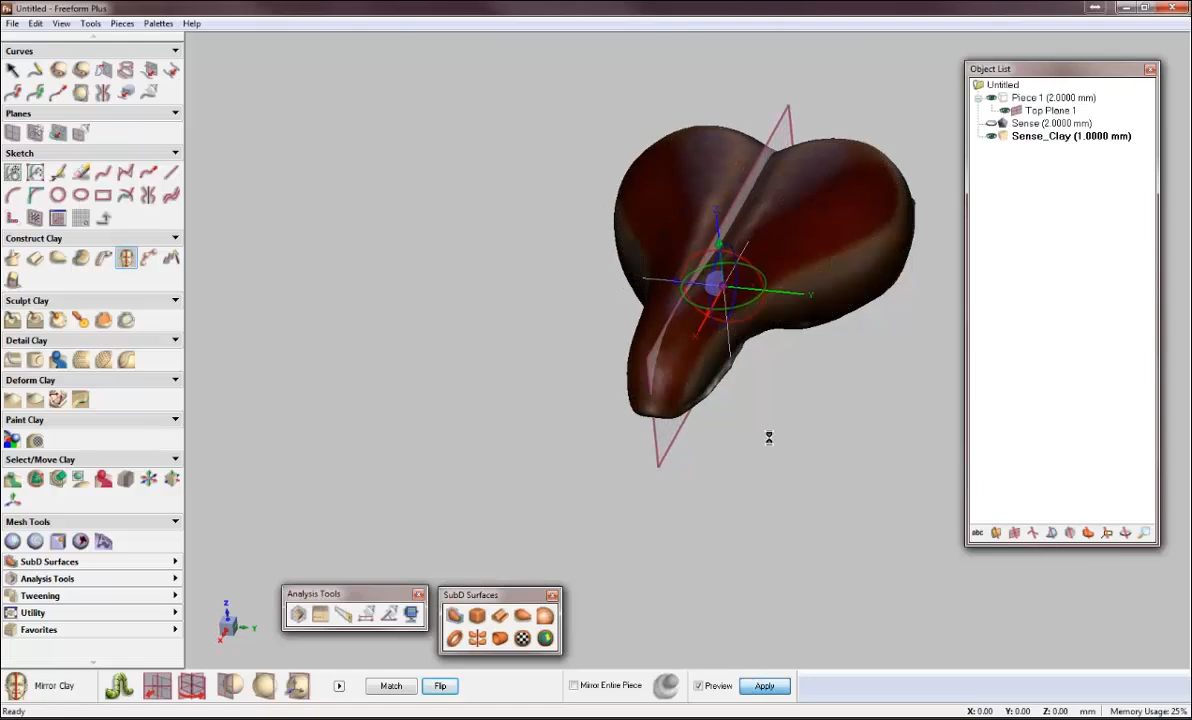 Untitled - Freeform Plus
File Edit View Tools Pieces Palettes Help
Curves
Planes
Sketch
Construct Clay
Sculpt Clay
Detail Clay
Deform Clay
Paint Clay
Select/Move Clay
Mesh Tools
SubD Surfaces
Analysis Tools
Tweening
Utility
Favorites
Object List
Untitled
Piece 1 (2.0000 mm)
Top Plane 1
Sense (2.0000 mm)
Sense_Clay (1.0000 mm)
abc
Z
Y
X
Z
Y
X
Analysis Tools
SubD Surfaces
Mirror Clay
Match
Flip
Mirror Entire Piece
Preview
Apply
Ready
X: 0.00 Y: 0.00 Z: 0.00 mm Memory Usage: 25%